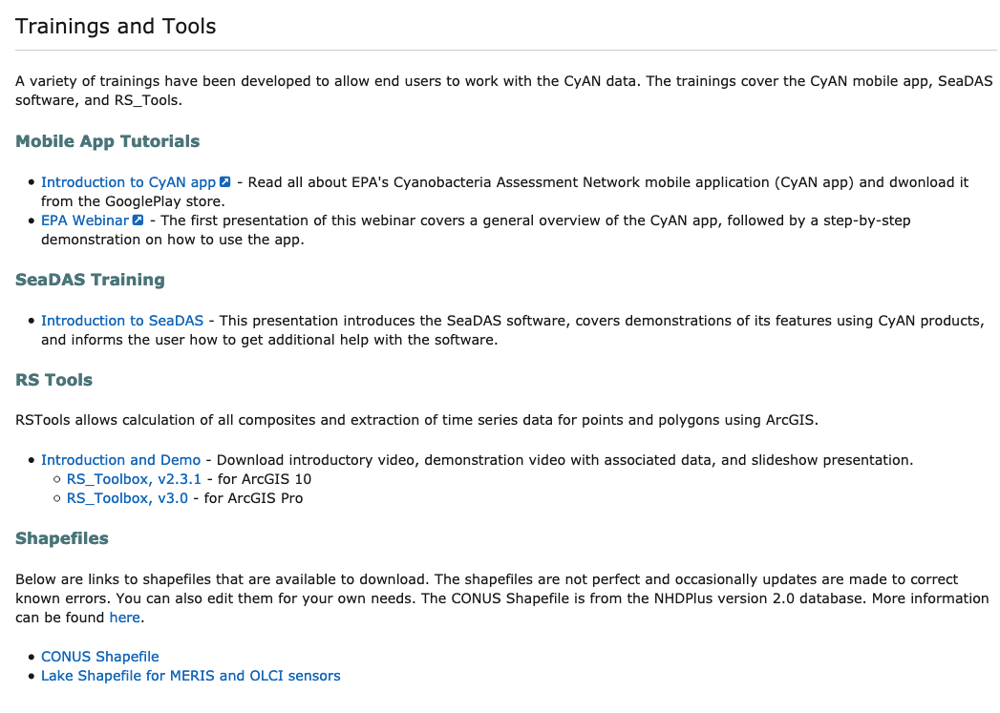 Trainings and Tools
A variety of trainings have been developed to allow end users to work with the CyAN data. The trainings cover the CyAN mobile app, SeaDAS
software, and RS_Tools.
Mobile App Tutorials
• Introduction to CyAN app - Read all about EPA's Cyanobacteria Assessment Network mobile application (CyAN app) and dwonload it
from the GooglePlay store.
• EPA Webinar - The first presentation of this webinar covers a general overview of the CyAN app, followed by a step-by-step
demonstration on how to use the app.
SeaDAS Training
• Introduction to SeaDAS - This presentation introduces the SeaDAS software, covers demonstrations of its features using CyAN products,
and informs the user how to get additional help with the software.
RS Tools
RSTools allows calculation of all composites and extraction of time series data for points and polygons using ArcGIS.
• Introduction and Demo - Download introductory video, demonstration video with associated data, and slideshow presentation.
○ RS_Toolbox, v2.3.1 - for ArcGIS 10
○ RS_Toolbox, v3.0 - for ArcGIS Pro
Shapefiles
Below are links to shapefiles that are available to download. The shapefiles are not perfect and occasionally updates are made to correct
known errors. You can also edit them for your own needs. The CONUS Shapefile is from the NHDPlus version 2.0 database. More information
can be found here.
• CONUS Shapefile
• Lake Shapefile for MERIS and OLCI sensors